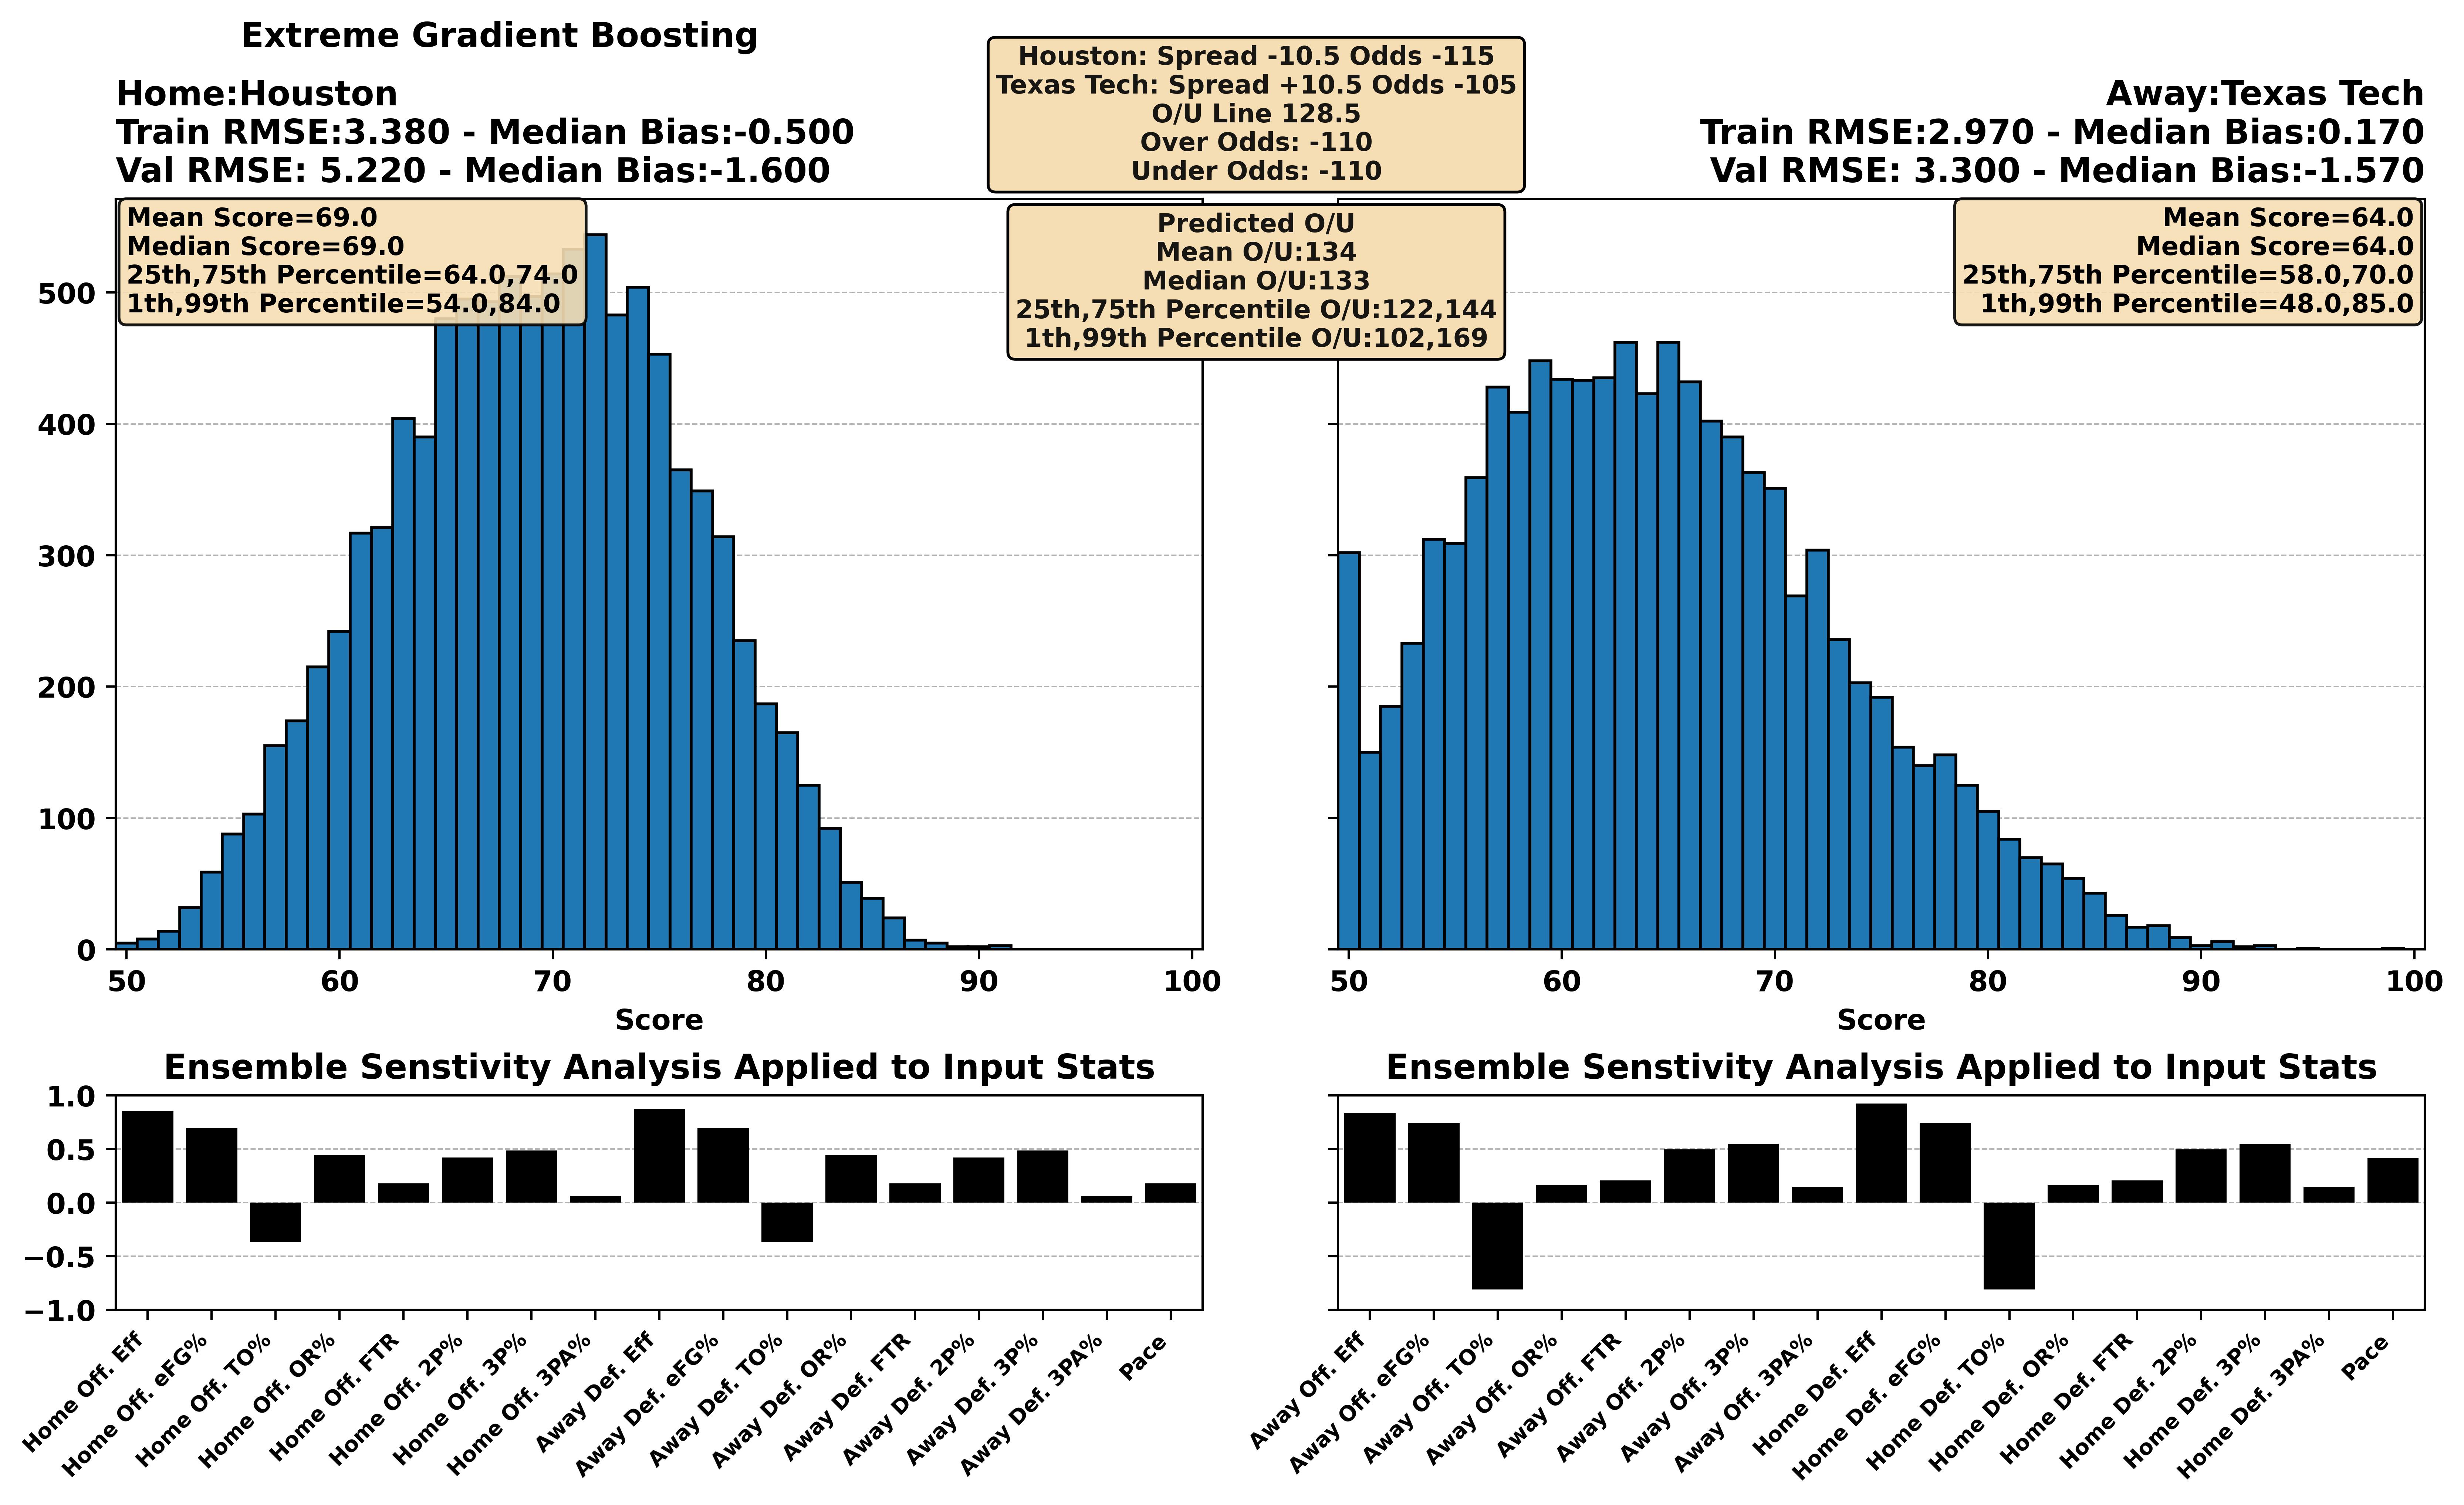 Extreme Gradient Boosting
Home:Houston
Train RMSE:3.380 - Median Bias:-0.500
Val RMSE: 5.220 - Median Bias:-1.600
Houston: Spread -10.5 Odds -115
Texas Tech: Spread +10.5 Odds -105
O/U Line 128.5
Over Odds: -110
Under Odds: -110
Away:Texas Tech
Train RMSE:2.970 - Median Bias:0.170
Val RMSE: 3.300 - Median Bias:-1.570
Mean Score=69.0
Median Score=69.0
25th,75th Percentile=64.0,74.0
1th,99th Percentile=54.0,84.0
Predicted O/U
Mean O/U:134
Median O/U:133
25th,75th Percentile O/U:122,144
1th,99th Percentile O/U:102,169
Mean Score=64.0
Median Score=64.0
25th,75th Percentile=58.0,70.0
1th,99th Percentile=48.0,85.0
500
400
300
200
100
0
50 60 70 80 90 100
Score
50 60 70 80 90 100
Score
Ensemble Senstivity Analysis Applied to Input Stats
1.0
0.5
0.0
−0.5
−1.0
Home Off. Eff
Home Off. eFG%
Home Off. TO%
Home Off. OR%
Home Off. FTR
Home Off. 2P%
Home Off. 3P%
Home Off. 3PA%
Away Def. Eff
Away Def. eFG%
Away Def. TO%
Away Def. OR%
Away Def. FTR
Away Def. 2P%
Away Def. 3P%
Away Def. 3PA%
Pace
Ensemble Senstivity Analysis Applied to Input Stats
Away Off. Eff
Away Off. eFG%
Away Off. TO%
Away Off. OR%
Away Off. FTR
Away Off. 2P%
Away Off. 3P%
Away Off. 3PA%
Home Def. Eff
Home Def. eFG%
Home Def. TO%
Home Def. OR%
Home Def. FTR
Home Def. 2P%
Home Def. 3P%
Home Def. 3PA%
Pace